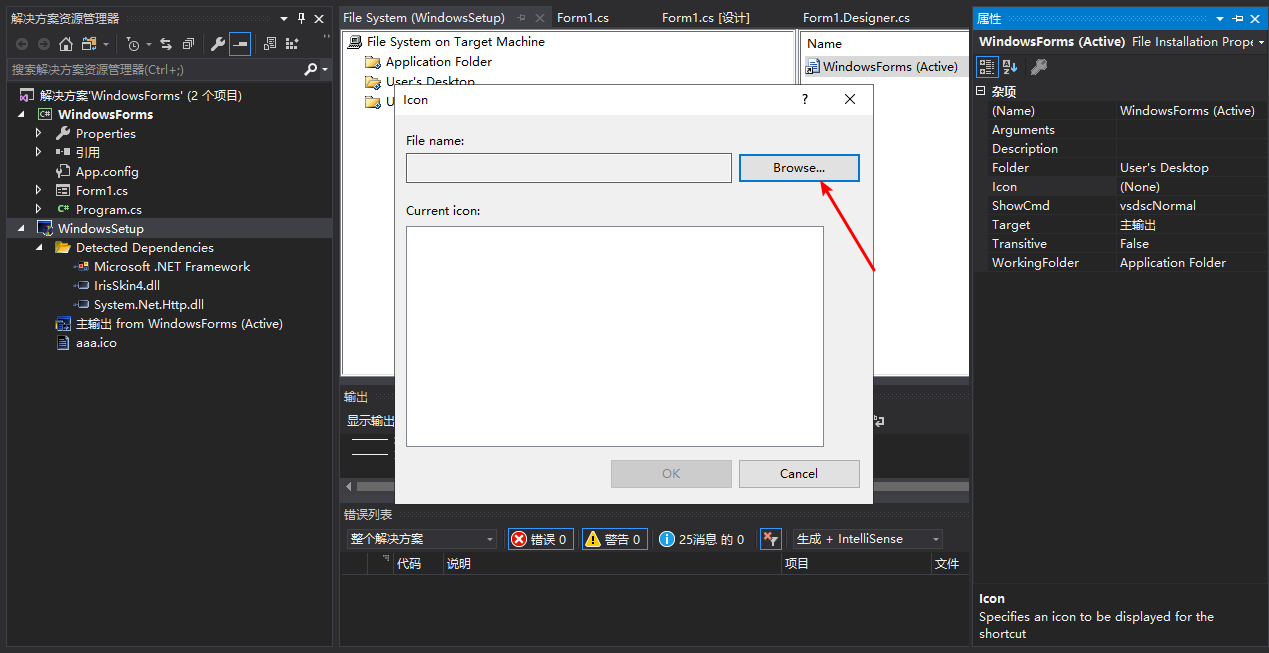 解决方案资源管理器
搜索解决方案资源管理器(Ctrl+;)
解决方案'WindowsForms' (2 个项目)
WindowsForms
Properties
引用
App.config
Form1.cs
Program.cs
WindowsSetup
Detected Dependencies
Microsoft .NET Framework
IrisSkin4.dll
System.Net.Http.dll
主输出 from WindowsForms (Active)
aaa.ico
File System (WindowsSetup)
Form1.cs
Form1.cs [设计]
Form1.Designer.cs
File System on Target Machine
Application Folder
User's Desktop
U
Name
WindowsForms (Active)
Icon
?
File name:
Browse...
Current icon:
OK
Cancel
输出
显示输出
错误列表
整个解决方案
错误 0
警告 0
25消息 的 0
生成 + IntelliSense
代码
说明
项目
文件
属性
WindowsForms (Active) File Installation Prope
杂项
(Name) WindowsForms (Active)
Arguments
Description
Folder User's Desktop
Icon (None)
ShowCmd vsdscNormal
Target 主输出
Transitive False
WorkingFolder Application Folder
Icon
Specifies an icon to be displayed for the
shortcut